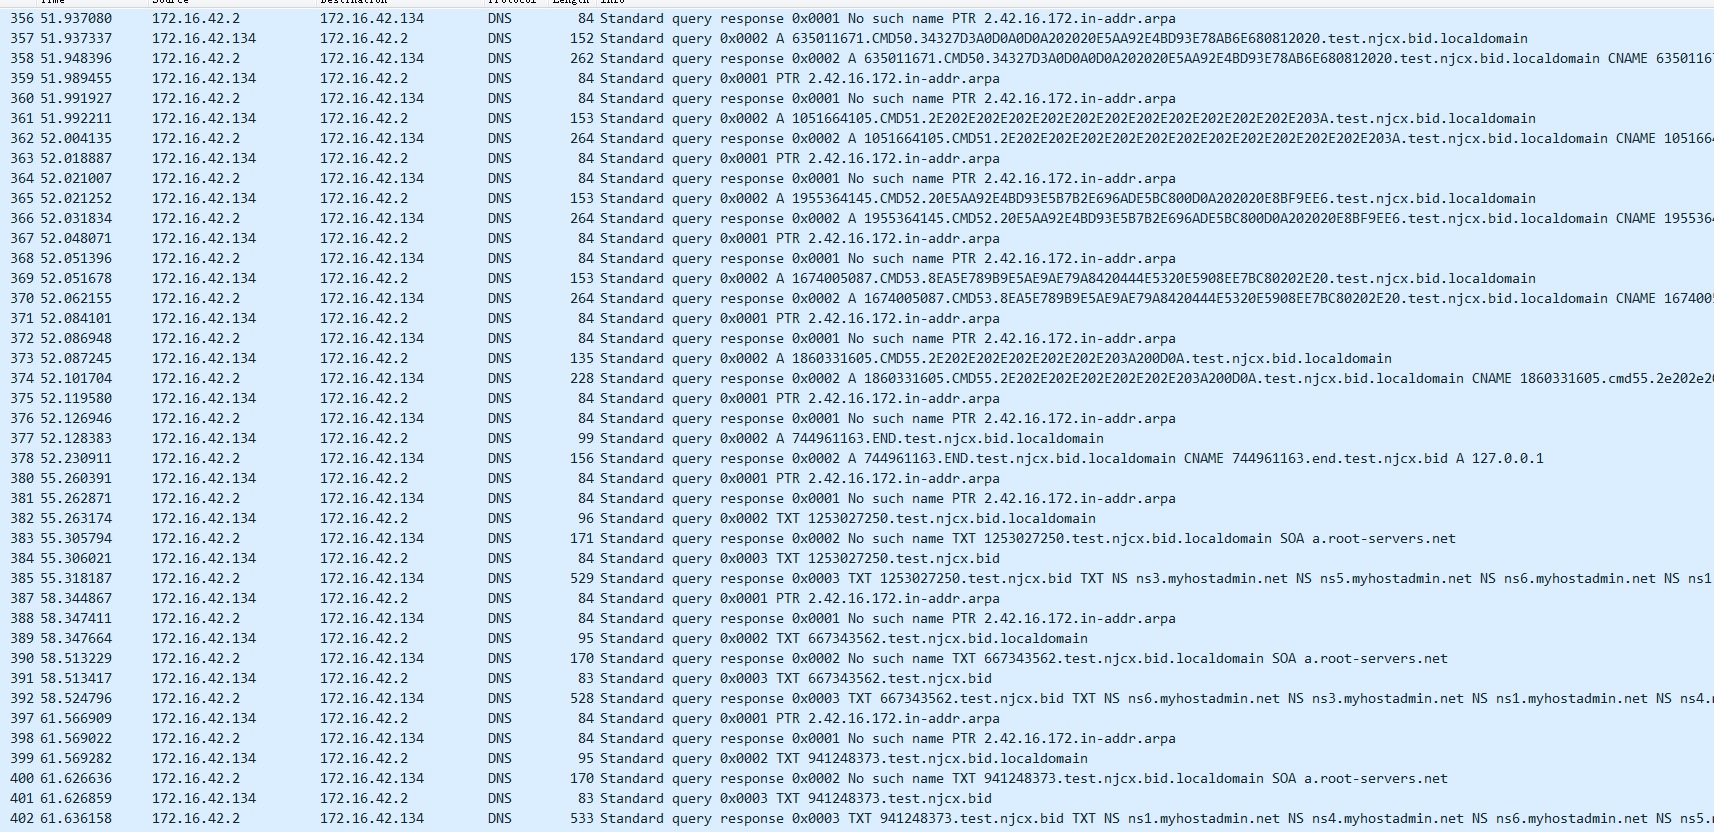 Time Source Destination Protocol Length Info
356 51.937080 172.16.42.2 172.16.42.134 DNS 84 Standard query response 0x0001 No such name PTR 2.42.16.172.in-addr.arpa
357 51.937337 172.16.42.134 172.16.42.2 DNS 152 Standard query 0x0002 A 635011671.CMD50.34327D3A0D0A0D0A202020E5AA92E4BD93E78AB6E680812020.test.njcx.bid.localdomain
358 51.948396 172.16.42.2 172.16.42.134 DNS 262 Standard query response 0x0002 A 635011671.CMD50.34327D3A0D0A0D0A202020E5AA92E4BD93E78AB6E680812020.test.njcx.bid.localdomain CNAME 6350116
359 51.989455 172.16.42.134 172.16.42.2 DNS 84 Standard query 0x0001 PTR 2.42.16.172.in-addr.arpa
360 51.991927 172.16.42.2 172.16.42.134 DNS 84 Standard query response 0x0001 No such name PTR 2.42.16.172.in-addr.arpa
361 51.992211 172.16.42.134 172.16.42.2 DNS 153 Standard query 0x0002 A 1051664105.CMD51.2E202E202E202E202E202E202E202E202E202E202E202E203A.test.njcx.bid.localdomain
362 52.004135 172.16.42.2 172.16.42.134 DNS 264 Standard query response 0x0002 A 1051664105.CMD51.2E202E202E202E202E202E202E202E202E202E202E202E203A.test.njcx.bid.localdomain CNAME 105166
363 52.018887 172.16.42.134 172.16.42.2 DNS 84 Standard query 0x0001 PTR 2.42.16.172.in-addr.arpa
364 52.021007 172.16.42.2 172.16.42.134 DNS 84 Standard query response 0x0001 No such name PTR 2.42.16.172.in-addr.arpa
365 52.021252 172.16.42.134 172.16.42.2 DNS 153 Standard query 0x0002 A 1955364145.CMD52.20E5AA92E4BD93E5B7B2E696ADE5BC800D0A202020E8BF9EE6.test.njcx.bid.localdomain
366 52.031834 172.16.42.2 172.16.42.134 DNS 264 Standard query response 0x0002 A 1955364145.CMD52.20E5AA92E4BD93E5B7B2E696ADE5BC800D0A202020E8BF9EE6.test.njcx.bid.localdomain CNAME 195536
367 52.048071 172.16.42.134 172.16.42.2 DNS 84 Standard query 0x0001 PTR 2.42.16.172.in-addr.arpa
368 52.051396 172.16.42.2 172.16.42.134 DNS 84 Standard query response 0x0001 No such name PTR 2.42.16.172.in-addr.arpa
369 52.051678 172.16.42.134 172.16.42.2 DNS 153 Standard query 0x0002 A 1674005087.CMD53.8EA5E789B9E5AE9AE79A8420444E5320E5908EE7BC80202E20.test.njcx.bid.localdomain
370 52.062155 172.16.42.2 172.16.42.134 DNS 264 Standard query response 0x0002 A 1674005087.CMD53.8EA5E789B9E5AE9AE79A8420444E5320E5908EE7BC80202E20.test.njcx.bid.localdomain CNAME 167400
371 52.084101 172.16.42.134 172.16.42.2 DNS 84 Standard query 0x0001 PTR 2.42.16.172.in-addr.arpa
372 52.086948 172.16.42.2 172.16.42.134 DNS 84 Standard query response 0x0001 No such name PTR 2.42.16.172.in-addr.arpa
373 52.087245 172.16.42.134 172.16.42.2 DNS 135 Standard query 0x0002 A 1860331605.CMD55.2E202E202E202E202E202E203A200D0A.test.njcx.bid.localdomain
374 52.101704 172.16.42.2 172.16.42.134 DNS 228 Standard query response 0x0002 A 1860331605.CMD55.2E202E202E202E202E202E203A200D0A.test.njcx.bid.localdomain CNAME 1860331605.cmd55.2e202e2
375 52.119580 172.16.42.134 172.16.42.2 DNS 84 Standard query 0x0001 PTR 2.42.16.172.in-addr.arpa
376 52.126946 172.16.42.2 172.16.42.134 DNS 84 Standard query response 0x0001 No such name PTR 2.42.16.172.in-addr.arpa
377 52.128383 172.16.42.134 172.16.42.2 DNS 99 Standard query 0x0002 A 744961163.END.test.njcx.bid.localdomain
378 52.230911 172.16.42.2 172.16.42.134 DNS 156 Standard query response 0x0002 A 744961163.END.test.njcx.bid.localdomain CNAME 744961163.end.test.njcx.bid A 127.0.0.1
380 55.260391 172.16.42.134 172.16.42.2 DNS 84 Standard query 0x0001 PTR 2.42.16.172.in-addr.arpa
381 55.262871 172.16.42.2 172.16.42.134 DNS 84 Standard query response 0x0001 No such name PTR 2.42.16.172.in-addr.arpa
382 55.263174 172.16.42.134 172.16.42.2 DNS 96 Standard query 0x0002 TXT 1253027250.test.njcx.bid.localdomain
383 55.305794 172.16.42.2 172.16.42.134 DNS 171 Standard query response 0x0002 No such name TXT 1253027250.test.njcx.bid.localdomain SOA a.root-servers.net
384 55.306021 172.16.42.134 172.16.42.2 DNS 84 Standard query 0x0003 TXT 1253027250.test.njcx.bid
385 55.318187 172.16.42.2 172.16.42.134 DNS 529 Standard query response 0x0003 TXT 1253027250.test.njcx.bid TXT NS ns3.myhostadmin.net NS ns5.myhostadmin.net NS ns6.myhostadmin.net NS ns1
387 58.344867 172.16.42.134 172.16.42.2 DNS 84 Standard query 0x0001 PTR 2.42.16.172.in-addr.arpa
388 58.347411 172.16.42.2 172.16.42.134 DNS 84 Standard query response 0x0001 No such name PTR 2.42.16.172.in-addr.arpa
389 58.347664 172.16.42.134 172.16.42.2 DNS 95 Standard query 0x0002 TXT 667343562.test.njcx.bid.localdomain
390 58.513229 172.16.42.2 172.16.42.134 DNS 170 Standard query response 0x0002 No such name TXT 667343562.test.njcx.bid.localdomain SOA a.root-servers.net
391 58.513417 172.16.42.134 172.16.42.2 DNS 83 Standard query 0x0003 TXT 667343562.test.njcx.bid
392 58.524796 172.16.42.2 172.16.42.134 DNS 528 Standard query response 0x0003 TXT 667343562.test.njcx.bid TXT NS ns6.myhostadmin.net NS ns3.myhostadmin.net NS ns1.myhostadmin.net NS ns4.
397 61.566909 172.16.42.134 172.16.42.2 DNS 84 Standard query 0x0001 PTR 2.42.16.172.in-addr.arpa
398 61.569022 172.16.42.2 172.16.42.134 DNS 84 Standard query response 0x0001 No such name PTR 2.42.16.172.in-addr.arpa
399 61.569282 172.16.42.134 172.16.42.2 DNS 95 Standard query 0x0002 TXT 941248373.test.njcx.bid.localdomain
400 61.626636 172.16.42.2 172.16.42.134 DNS 170 Standard query response 0x0002 No such name TXT 941248373.test.njcx.bid.localdomain SOA a.root-servers.net
401 61.626859 172.16.42.134 172.16.42.2 DNS 83 Standard query 0x0003 TXT 941248373.test.njcx.bid
402 61.636158 172.16.42.2 172.16.42.134 DNS 533 Standard query response 0x0003 TXT 941248373.test.njcx.bid TXT NS ns1.myhostadmin.net NS ns4.myhostadmin.net NS ns6.myhostadmin.net NS ns5.